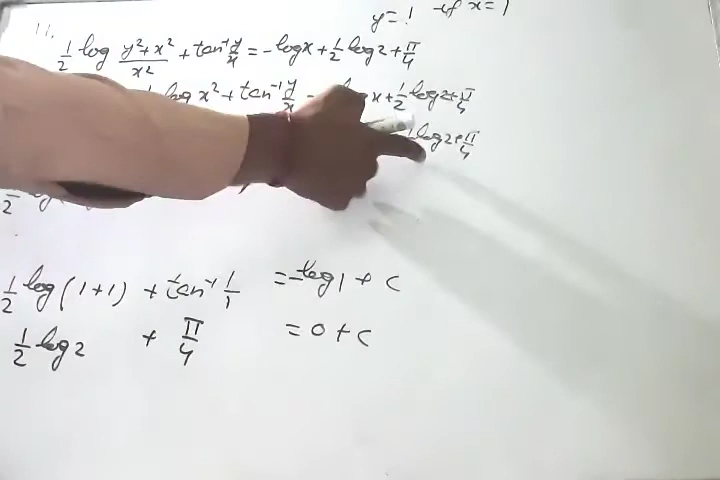 y = 1 if x = 1
11.
1/2 log (y²+x²)/x² + tan⁻¹ y/x = -log x + 1/2 log 2 + π/4
log x² + tan⁻¹ y/x = x + 1/2 log 2 + π/4
log 2 + π/4
1/2 log (1+1) + tan⁻¹ 1/1 = -log 1 + c
1/2 log 2 + π/4 = 0 + c